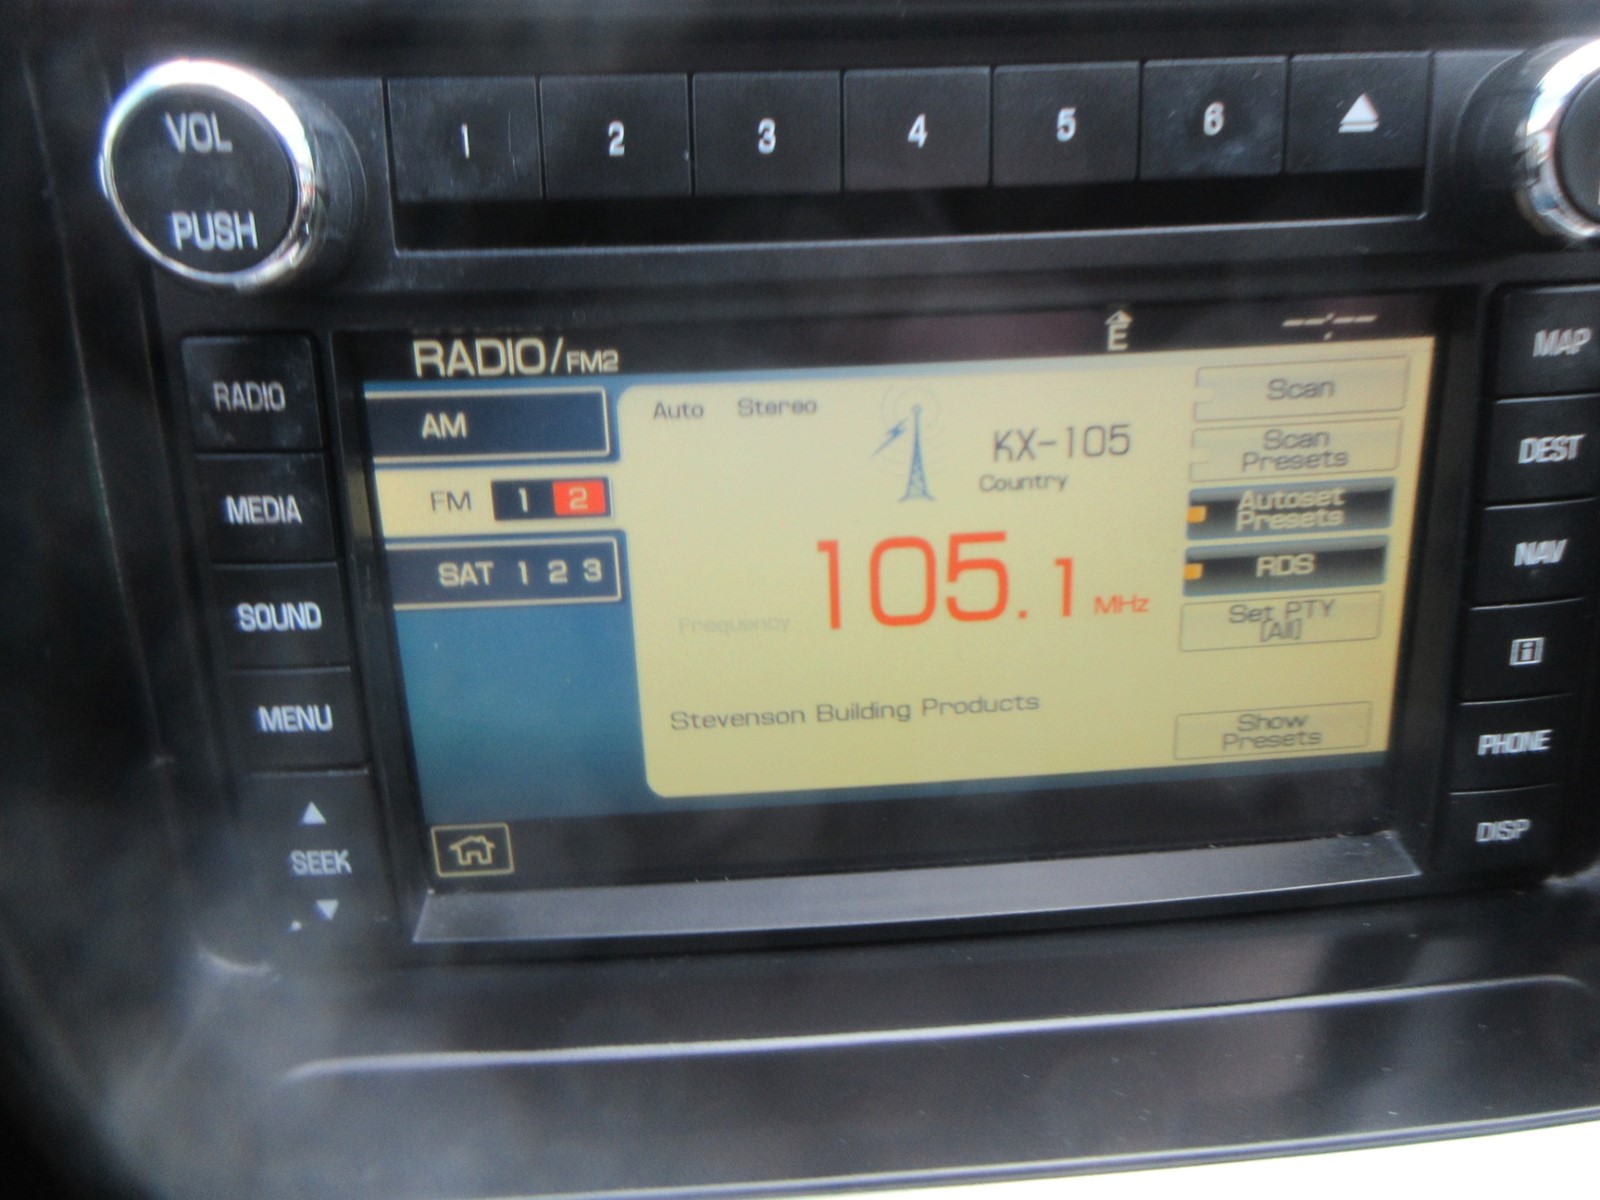 VOL
PUSH
1 2 3 4 5 6
RADIO/FM2
E
--:--
RADIO
MEDIA
SOUND
MENU
SEEK
AM
FM 1 2
SAT 1 2 3
Auto Stereo
KX-105
Country
105.1 MHz
Frequency
Stevenson Building Products
Scan
Scan
Presets
Autoset
Presets
RDS
Set PTY
[All]
Show
Presets
MAP
DEST
NAV
i
PHONE
DISP